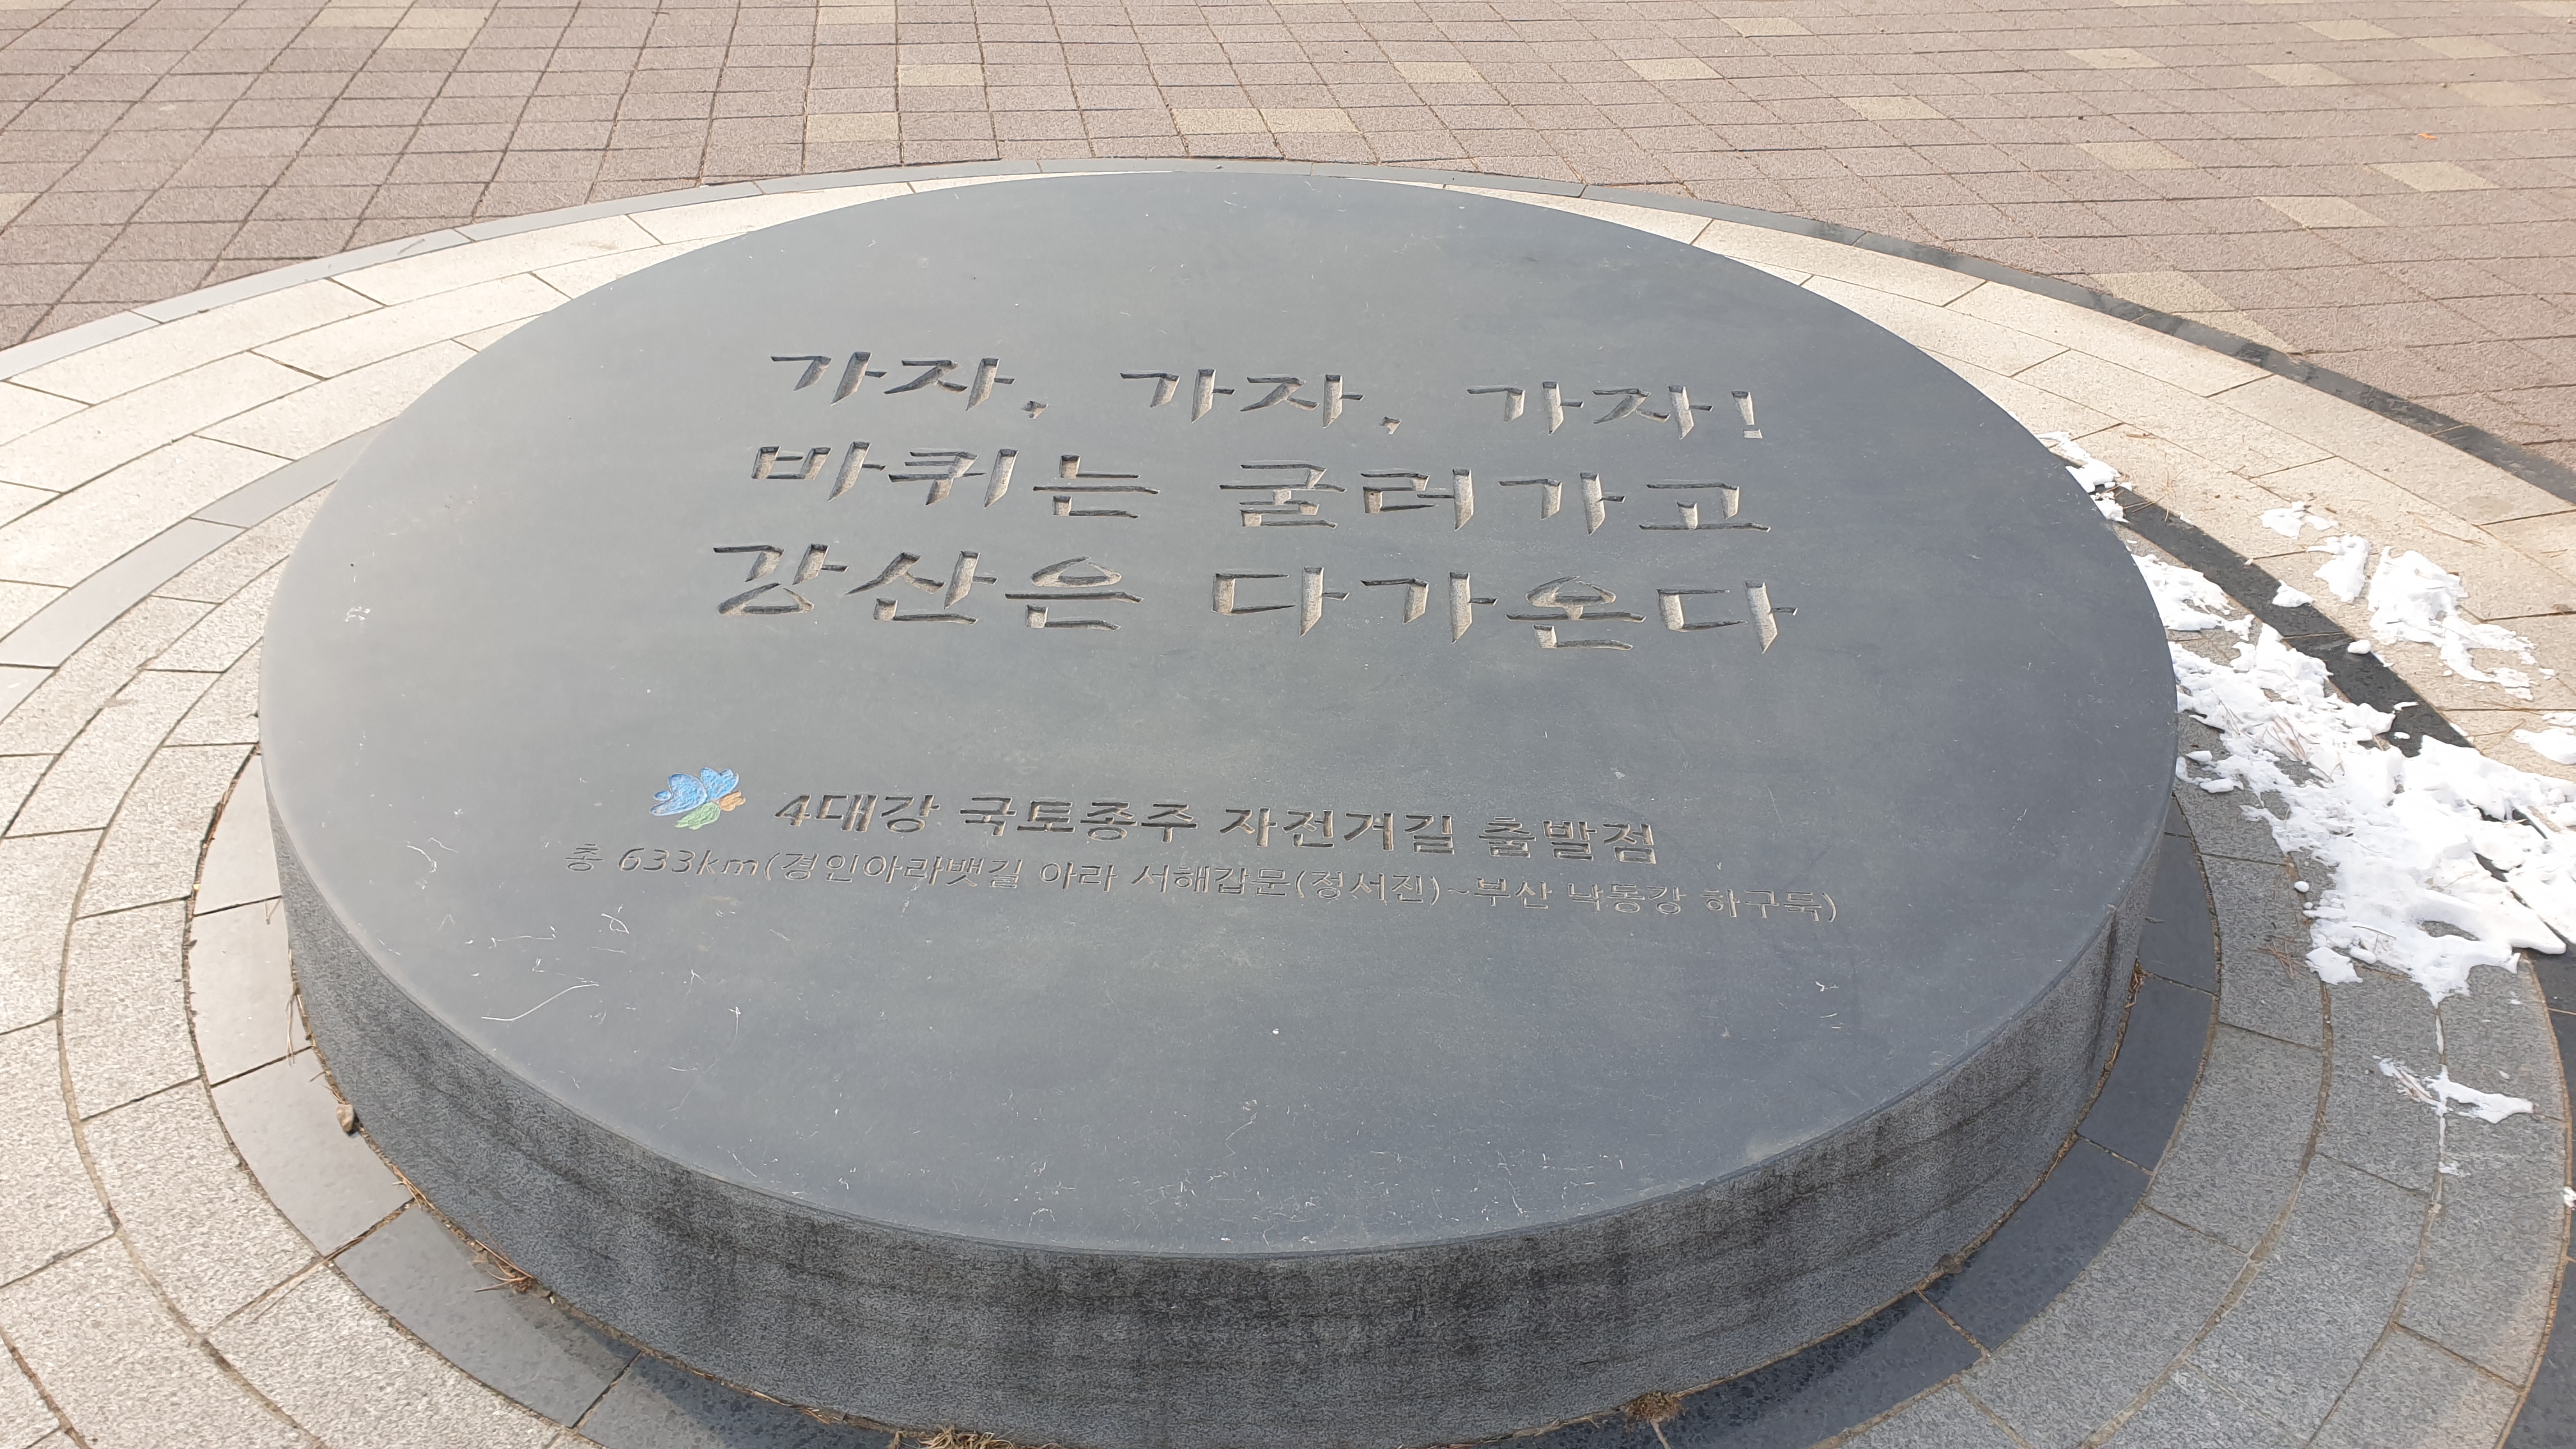 가자, 가자, 가자!
바퀴는 굴러가고
강산은 다가온다
4대강 국토종주 자전거길 출발점
총 633km(경인아라뱃길 아라 서해갑문(정서진)~부산 낙동강 하구둑)